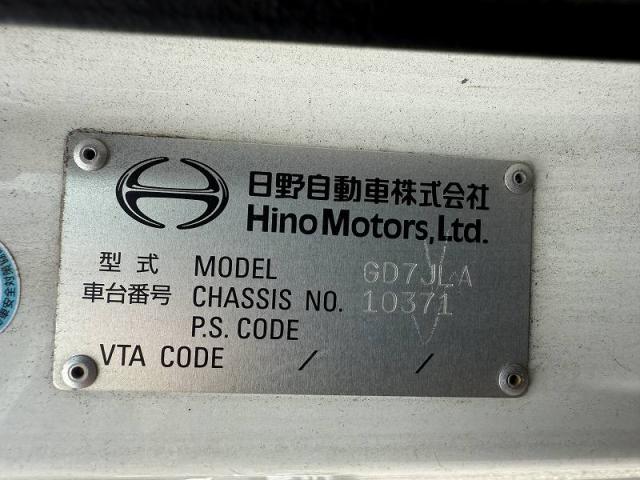 日野自動車株式会社
Hino Motors, Ltd.
型式 MODEL GD7JLA
車台番号 CHASSIS NO. 10371
P.S. CODE
VTA CODE / /